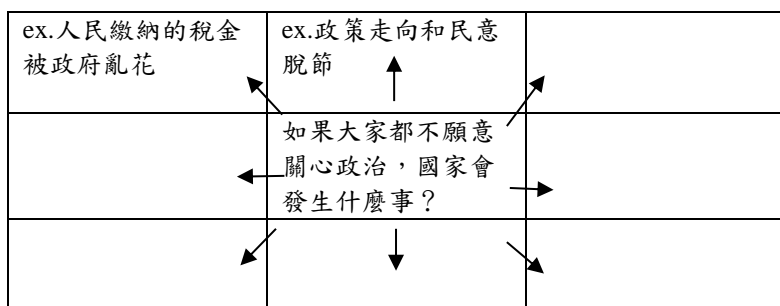 ex.人民繳納的稅金
被政府亂花
ex.政策走向和民意
脫節
如果大家都不願意
關心政治，國家會
發生什麼事？